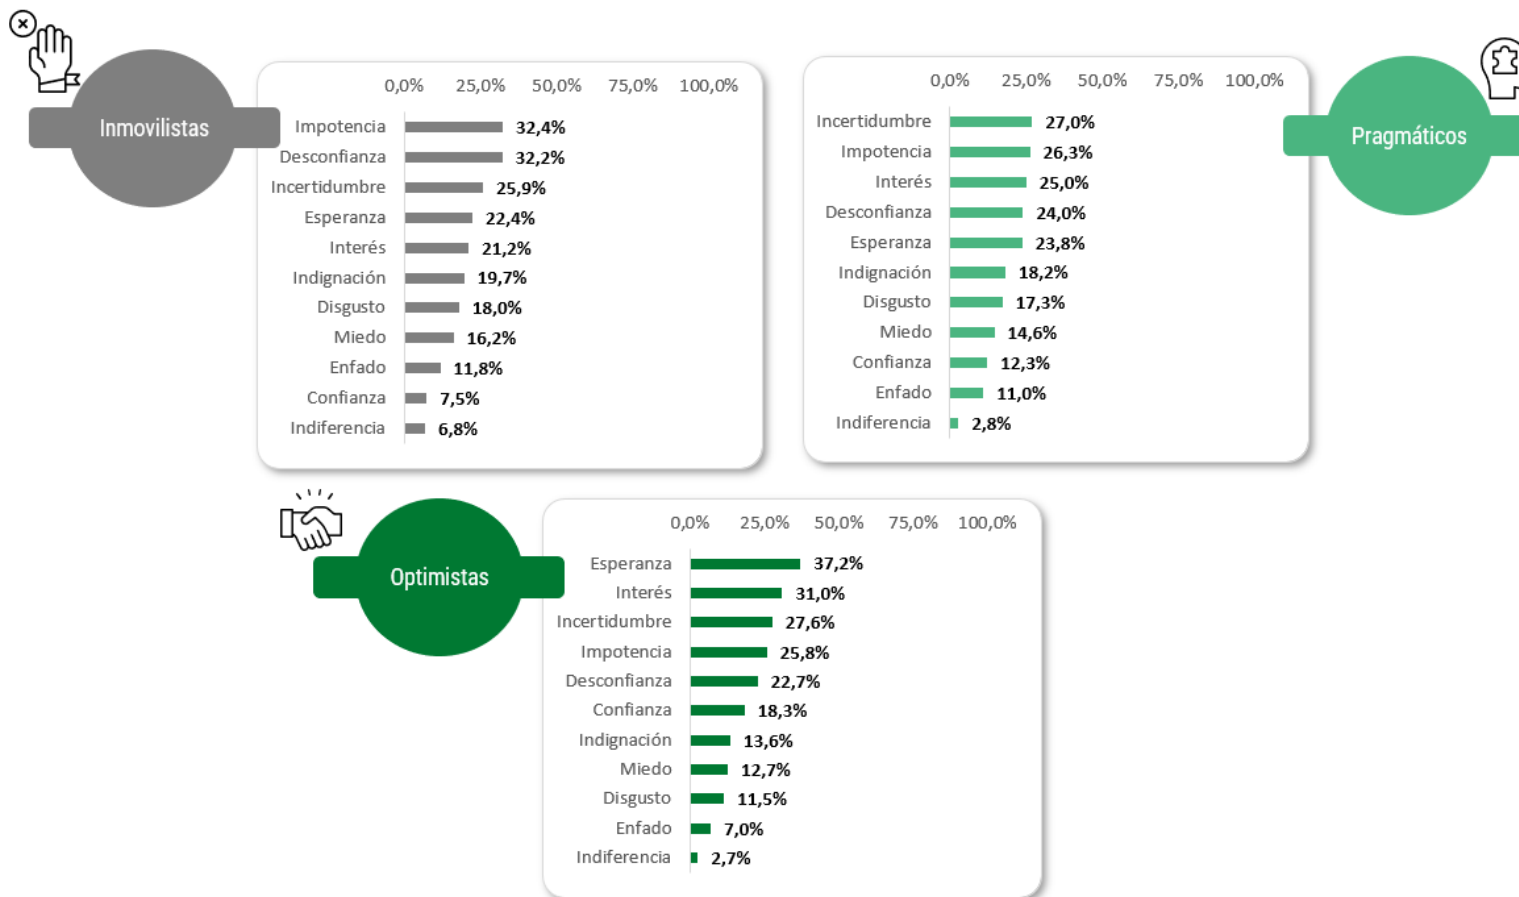 Inmovilistas
0,0% 25,0% 50,0% 75,0% 100,0%
Impotencia 32,4%
Desconfianza 32,2%
Incertidumbre 25,9%
Esperanza 22,4%
Interés 21,2%
Indignación 19,7%
Disgusto 18,0%
Miedo 16,2%
Enfado 11,8%
Confianza 7,5%
Indiferencia 6,8%
Pragmáticos
0,0% 25,0% 50,0% 75,0% 100,0%
Incertidumbre 27,0%
Impotencia 26,3%
Interés 25,0%
Desconfianza 24,0%
Esperanza 23,8%
Indignación 18,2%
Disgusto 17,3%
Miedo 14,6%
Confianza 12,3%
Enfado 11,0%
Indiferencia 2,8%
Optimistas
0,0% 25,0% 50,0% 75,0% 100,0%
Esperanza 37,2%
Interés 31,0%
Incertidumbre 27,6%
Impotencia 25,8%
Desconfianza 22,7%
Confianza 18,3%
Indignación 13,6%
Miedo 12,7%
Disgusto 11,5%
Enfado 7,0%
Indiferencia 2,7%